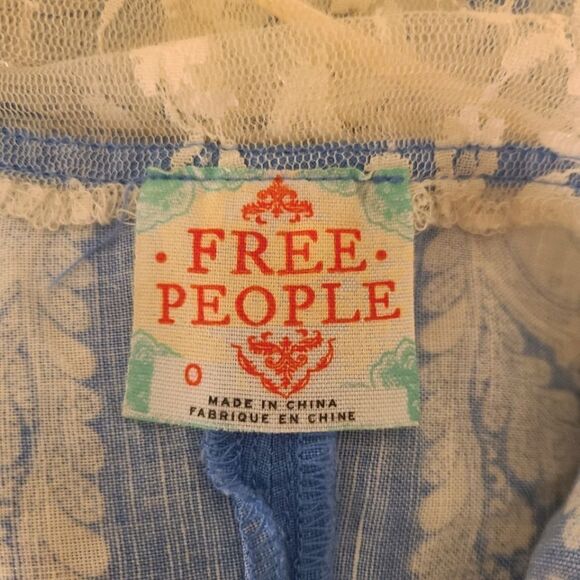 · FREE ·
PEOPLE
0
MADE IN CHINA
FABRIQUE EN CHINE